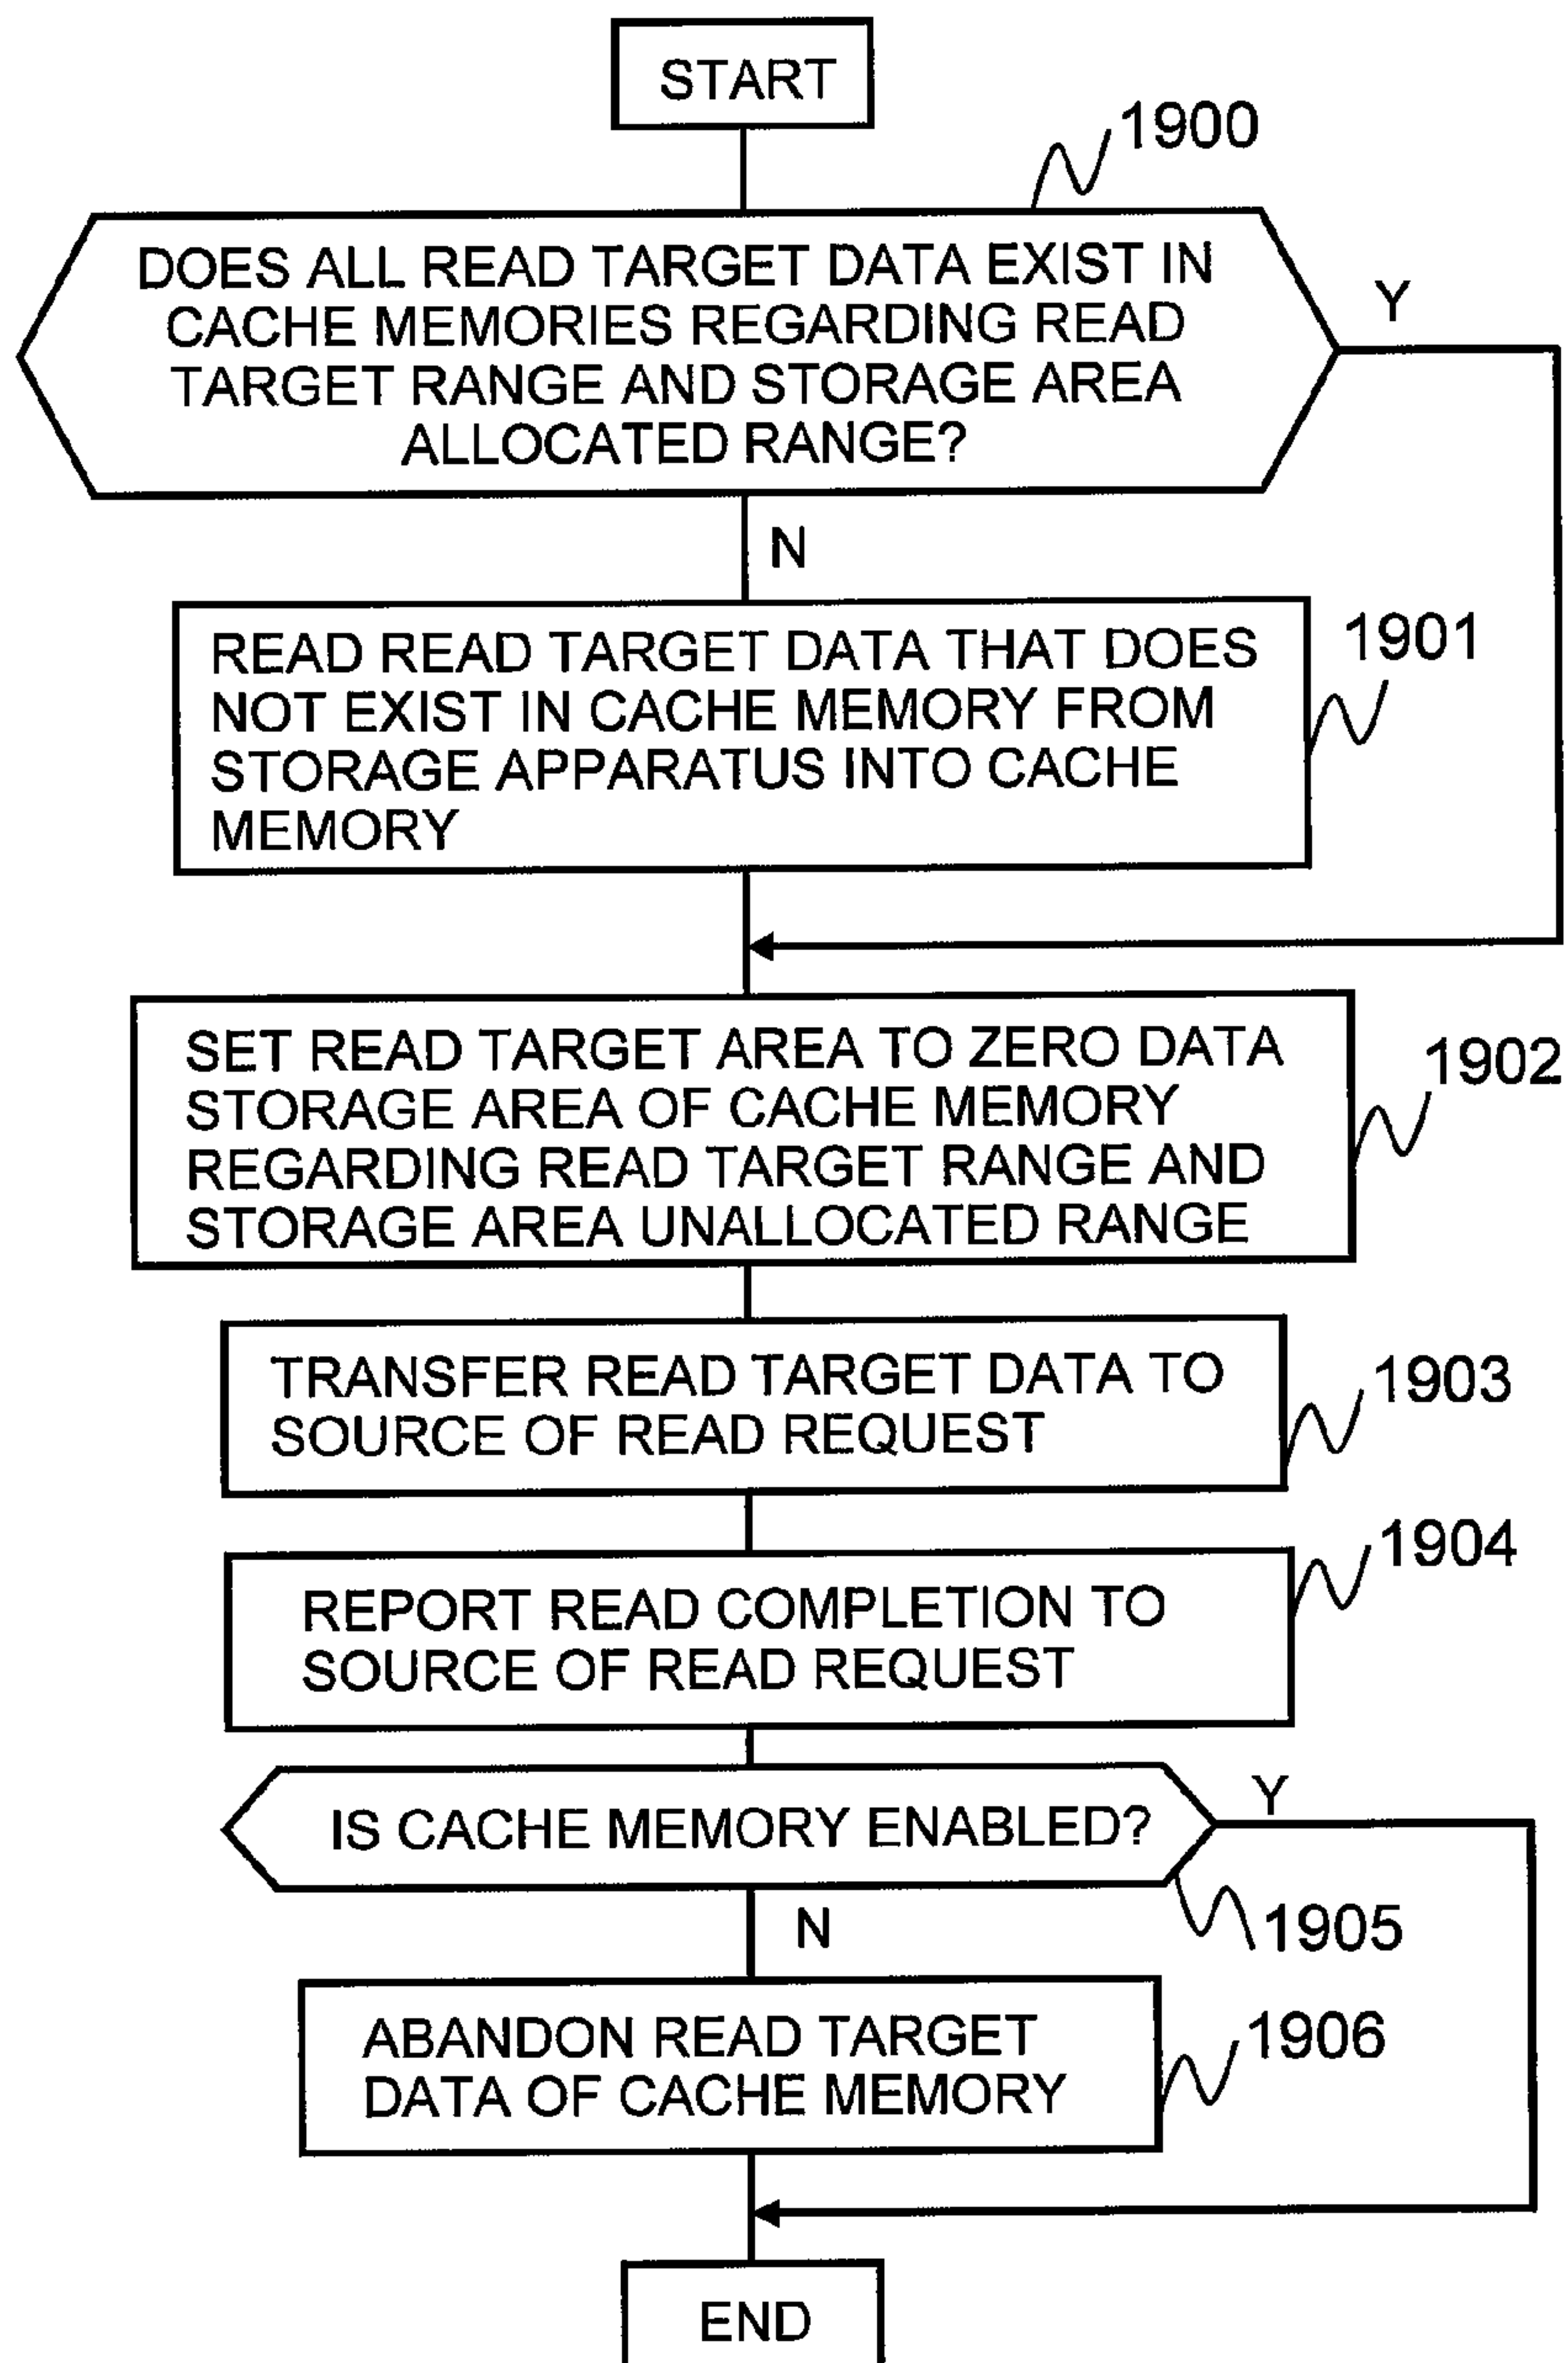 START
1900
DOES ALL READ TARGET DATA EXIST IN
CACHE MEMORIES REGARDING READ
TARGET RANGE AND STORAGE AREA
ALLOCATED RANGE?
Y
N
1901
READ READ TARGET DATA THAT DOES
NOT EXIST IN CACHE MEMORY FROM
STORAGE APPARATUS INTO CACHE
MEMORY
1902
SET READ TARGET AREA TO ZERO DATA
STORAGE AREA OF CACHE MEMORY
REGARDING READ TARGET RANGE AND
STORAGE AREA UNALLOCATED RANGE
1903
TRANSFER READ TARGET DATA TO
SOURCE OF READ REQUEST
1904
REPORT READ COMPLETION TO
SOURCE OF READ REQUEST
Y
IS CACHE MEMORY ENABLED?
1905
N
1906
ABANDON READ TARGET
DATA OF CACHE MEMORY
END